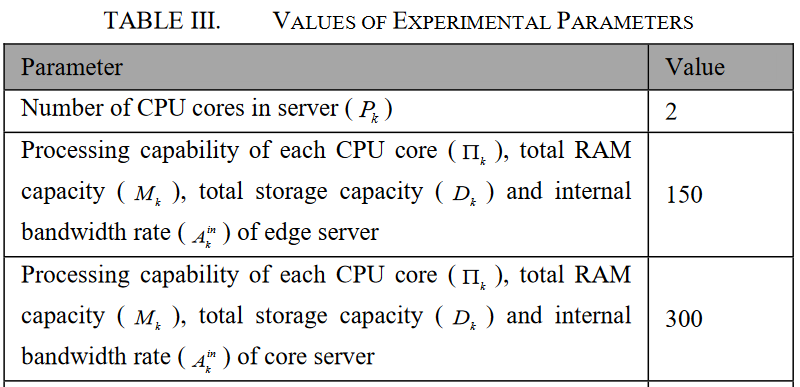 TABLE III. VALUES OF EXPERIMENTAL PARAMETERS
Parameter Value
Number of CPU cores in server ( P_k ) 2
Processing capability of each CPU core ( Π_k ), total RAM
capacity ( M_k ), total storage capacity ( D_k ) and internal 150
bandwidth rate ( A_k^in ) of edge server
Processing capability of each CPU core ( Π_k ), total RAM
capacity ( M_k ), total storage capacity ( D_k ) and internal 300
bandwidth rate ( A_k^in ) of core server